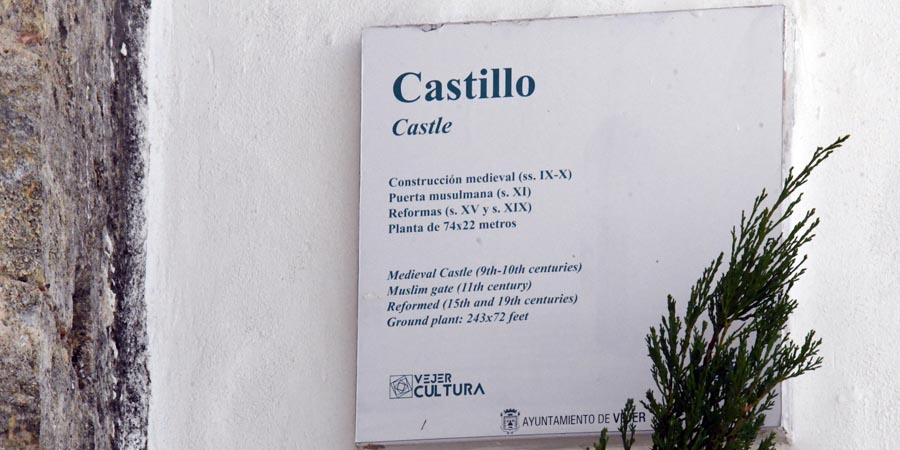 Castillo
Castle
Construcción medieval (ss. IX-X)
Puerta musulmana (s. XI)
Reformas (s. XV y s. XIX)
Planta de 74x22 metros
Medieval Castle (9th-10th centuries)
Muslim gate (11th century)
Reformed (15th and 19th centuries)
Ground plant: 243x72 feet
VEJER
CULTURA
AYUNTAMIENTO DE VEJER